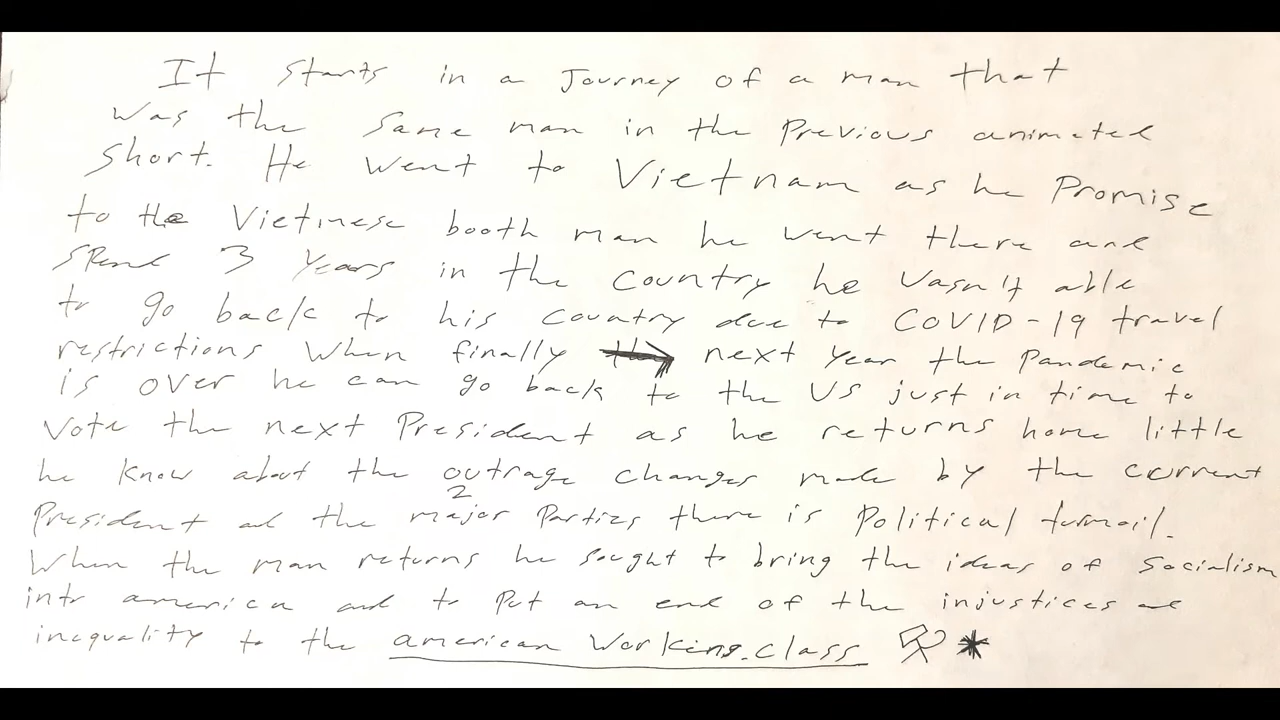 It starts in a Journey of a man that
was the same man in the Previous animated
short. He went to Vietnam as he Promise
to the Vietinese booth man he went there and
spend 3 Years in the country he wasn't able
to go back to his country due to COVID-19 travel
restrictions when finally next year the Pandemic
is over he can go back to the US just in time to
vote the next President as he returns home little
he know about the outrage changes made by the current
President and the 2 major Parties there is Political turmoil.
When the man returns he sought to bring the ideas of Socialism
into america and to Put an end of the injustices and
inequality to the american working class